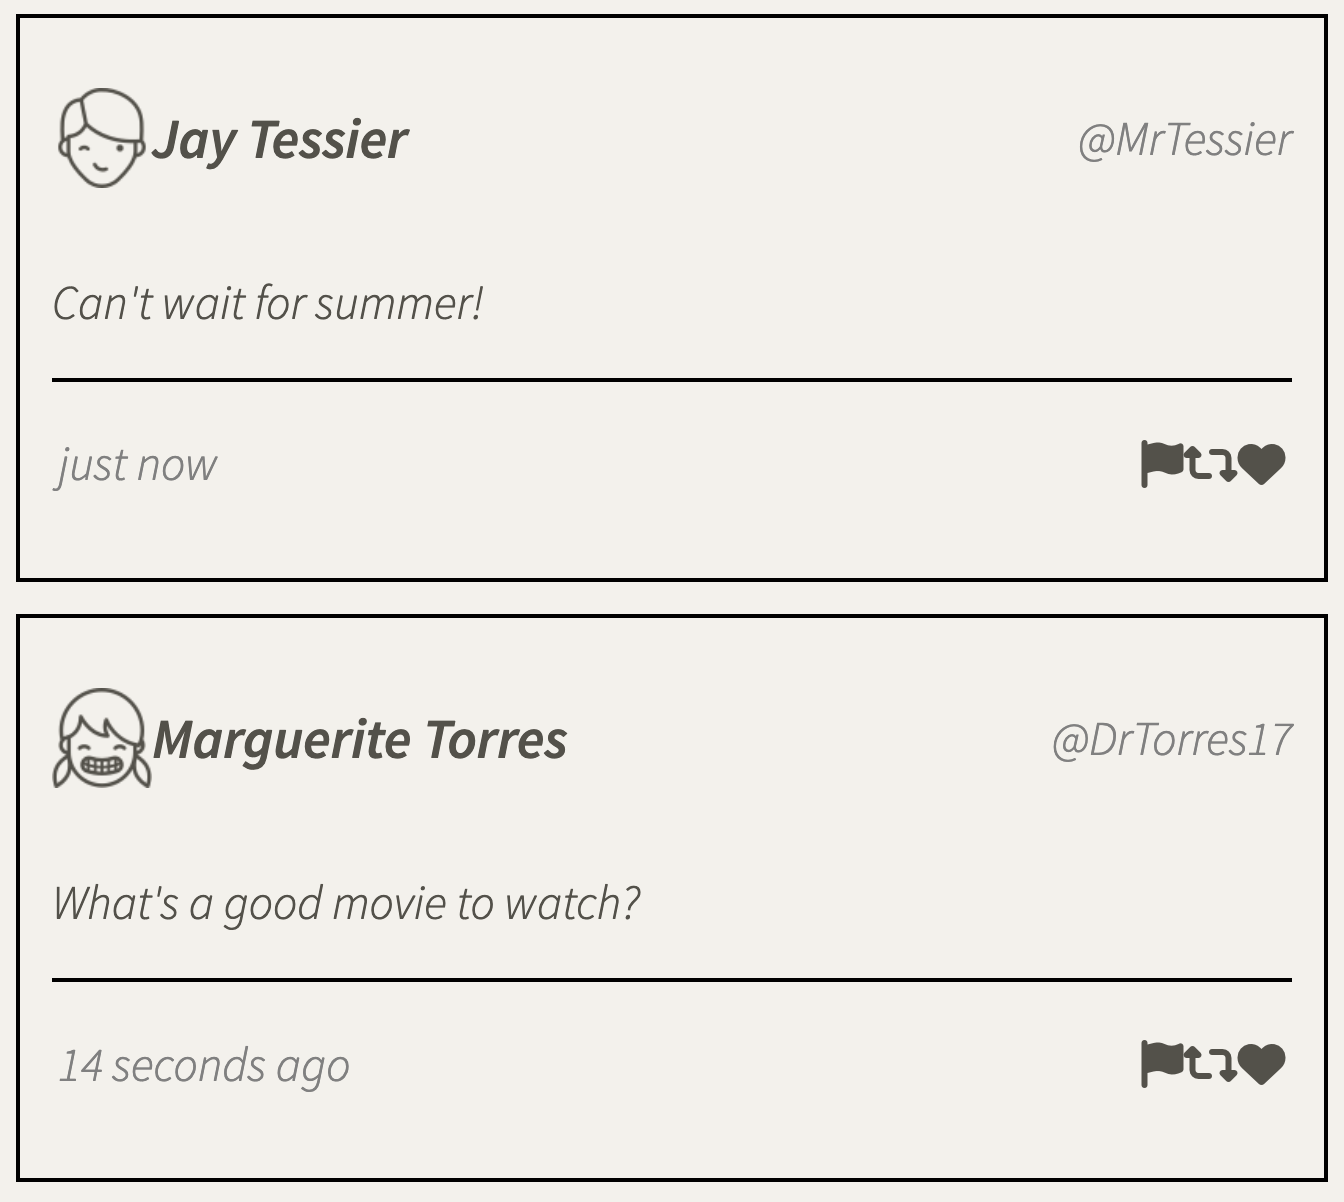 Jay Tessier
@MrTessier
Can't wait for summer!
just now
Marguerite Torres
@DrTorres17
What's a good movie to watch?
14 seconds ago